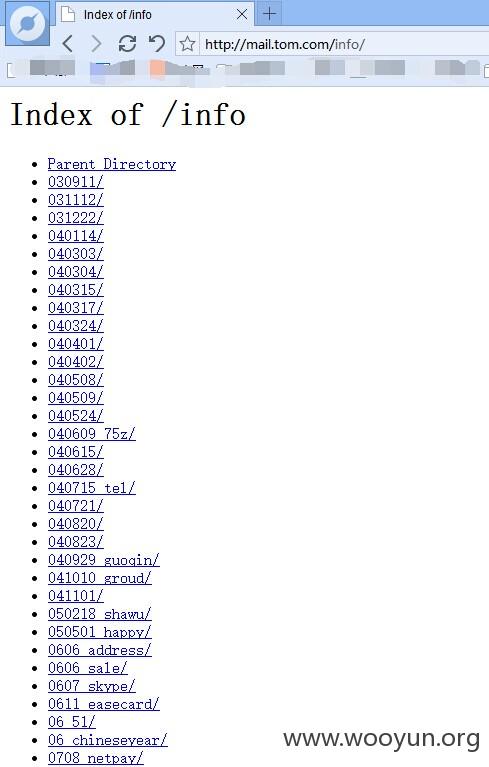 Index of /info
http://mail.tom.com/info/
Index of /info
Parent Directory
030911/
031112/
031222/
040114/
040303/
040304/
040315/
040317/
040324/
040401/
040402/
040508/
040509/
040524/
040609_75z/
040615/
040628/
040715_tel/
040721/
040820/
040823/
040929_guoqin/
041010_groud/
041101/
050218_shawu/
050501_happy/
0606_address/
0606_sale/
0607_skype/
0611_easecard/
06_51/
06_chineseyear/
0708_netpay/
www.wooyun.org